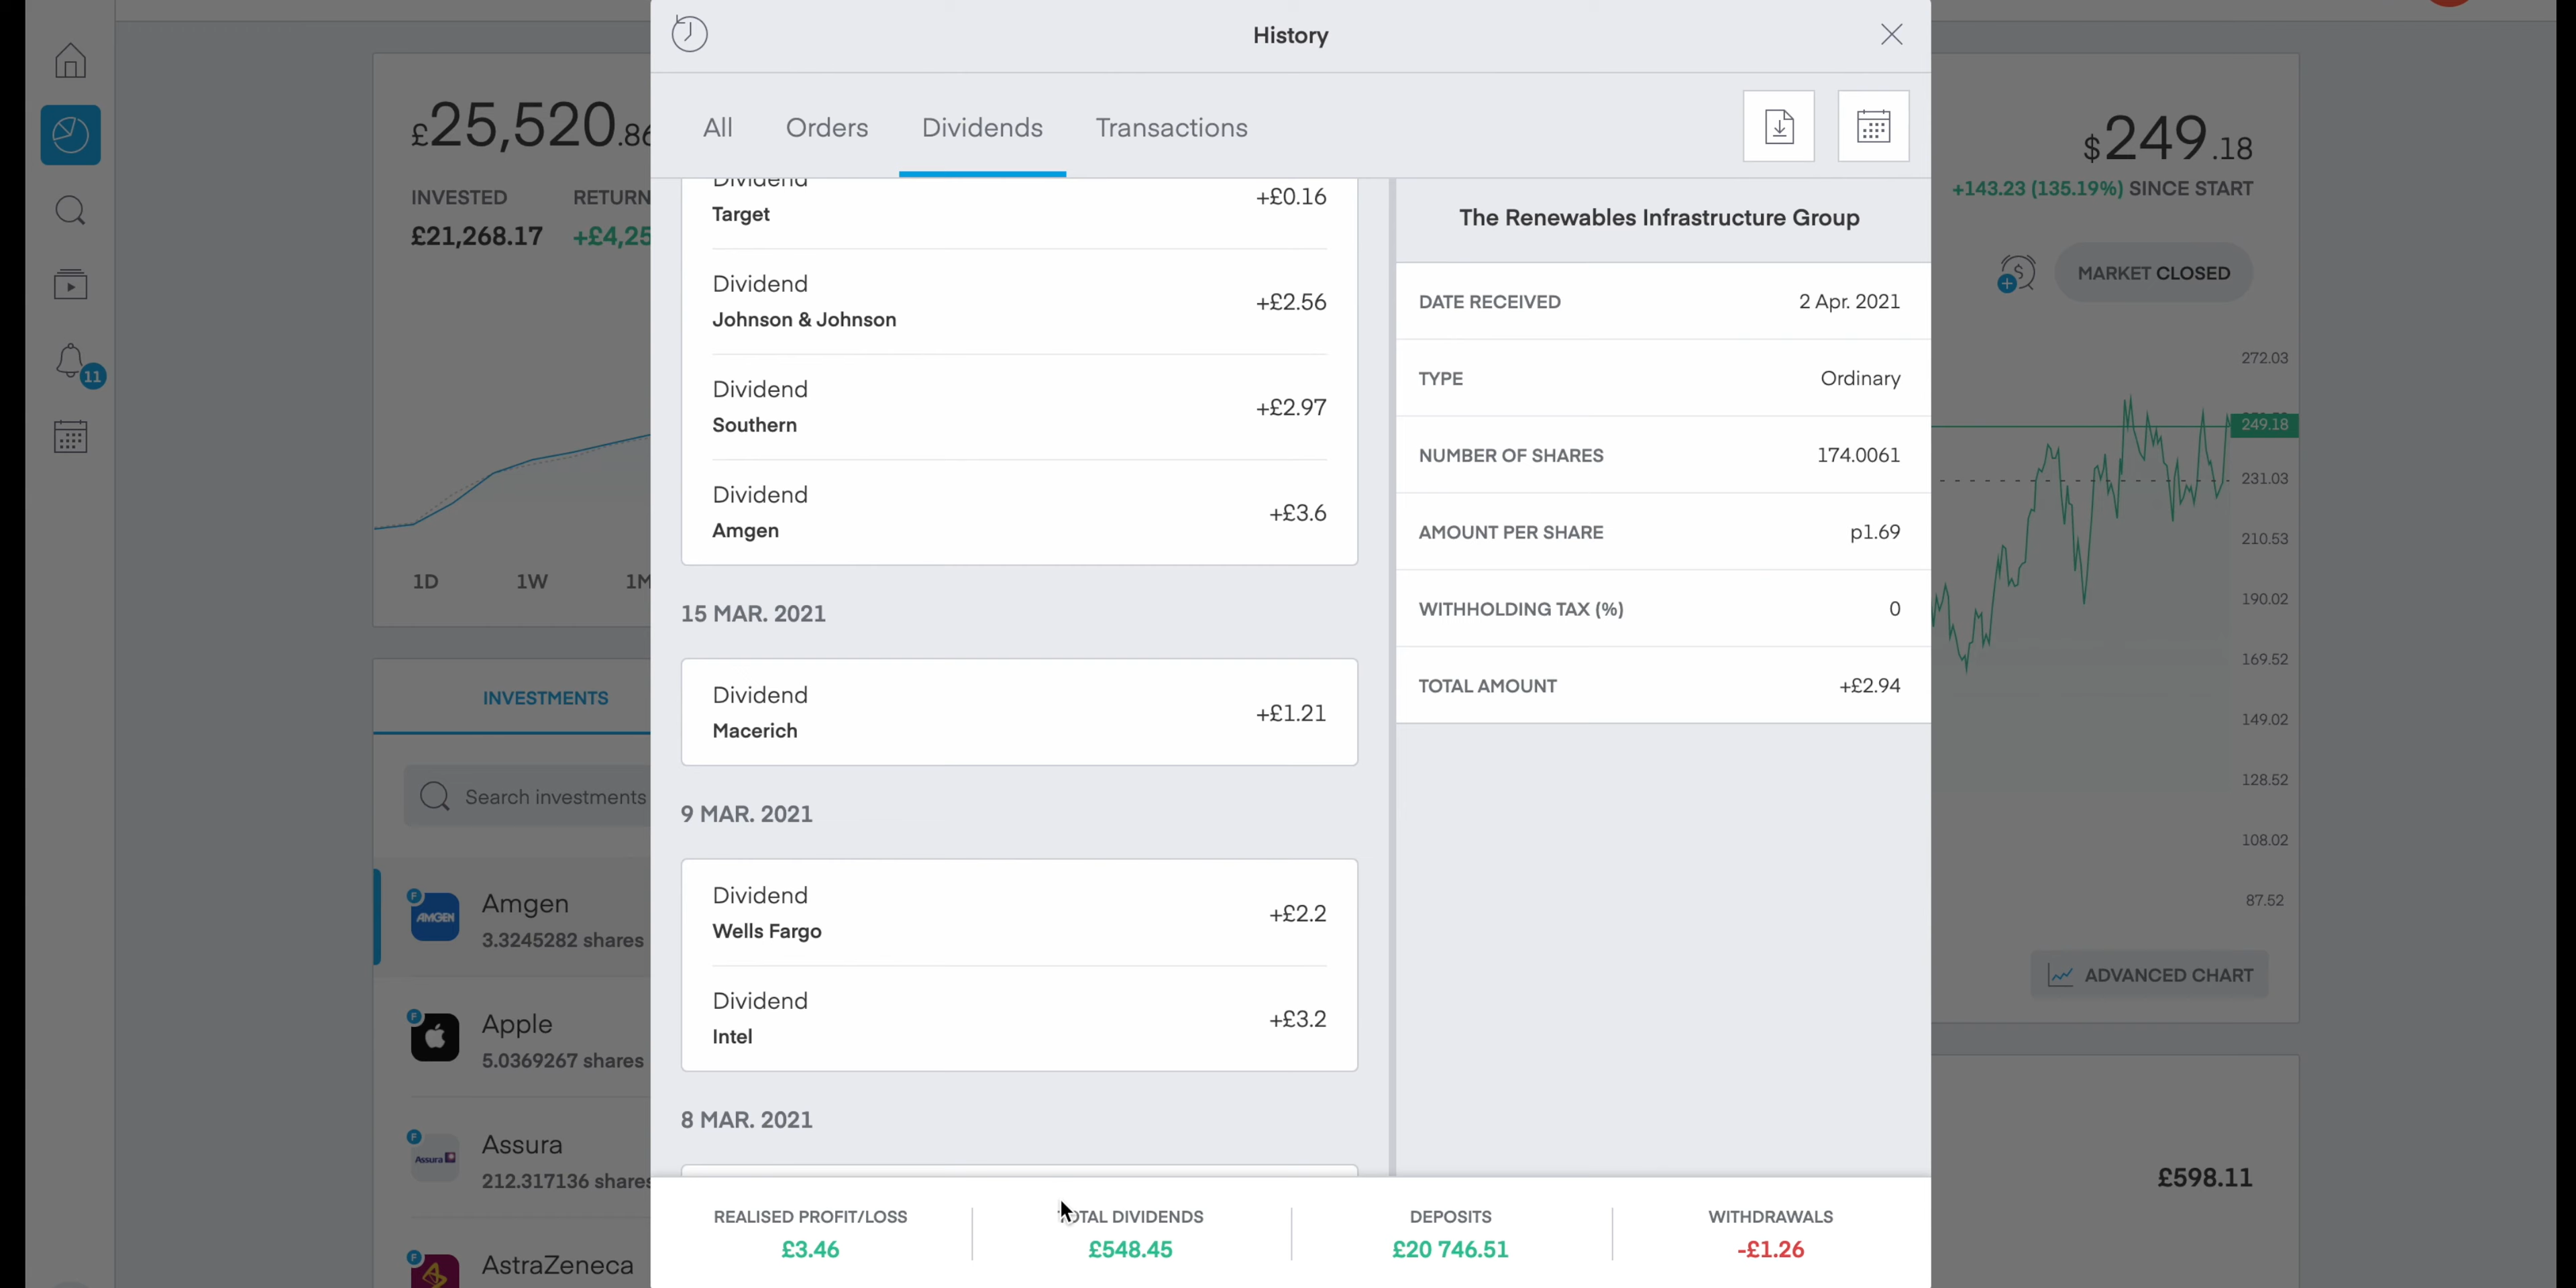 History
All
Orders
Dividends
Transactions
£25,520.86
INVESTED
RETURN
£21,268.17
+£4,25
1D
1W
1M
INVESTMENTS
Search investments
Amgen
3.3245282 shares
Apple
5.0369267 shares
Assura
212.317136 shares
AstraZeneca
11
AMGEN
Assura
Dividend
Target
+£0.16
Dividend
Johnson & Johnson
+£2.56
Dividend
Southern
+£2.97
Dividend
Amgen
+£3.6
15 MAR. 2021
Dividend
Macerich
+£1.21
9 MAR. 2021
Dividend
Wells Fargo
+£2.2
Dividend
Intel
+£3.2
8 MAR. 2021
The Renewables Infrastructure Group
DATE RECEIVED 2 Apr. 2021
TYPE Ordinary
NUMBER OF SHARES 174.0061
AMOUNT PER SHARE p1.69
WITHHOLDING TAX (%) 0
TOTAL AMOUNT +£2.94
REALISED PROFIT/LOSS
£3.46
TOTAL DIVIDENDS
£548.45
DEPOSITS
£20 746.51
WITHDRAWALS
-£1.26
$249.18
+143.23 (135.19%) SINCE START
MARKET CLOSED
272.03
249.18
231.03
210.53
190.02
169.52
149.02
128.52
108.02
87.52
ADVANCED CHART
£598.11